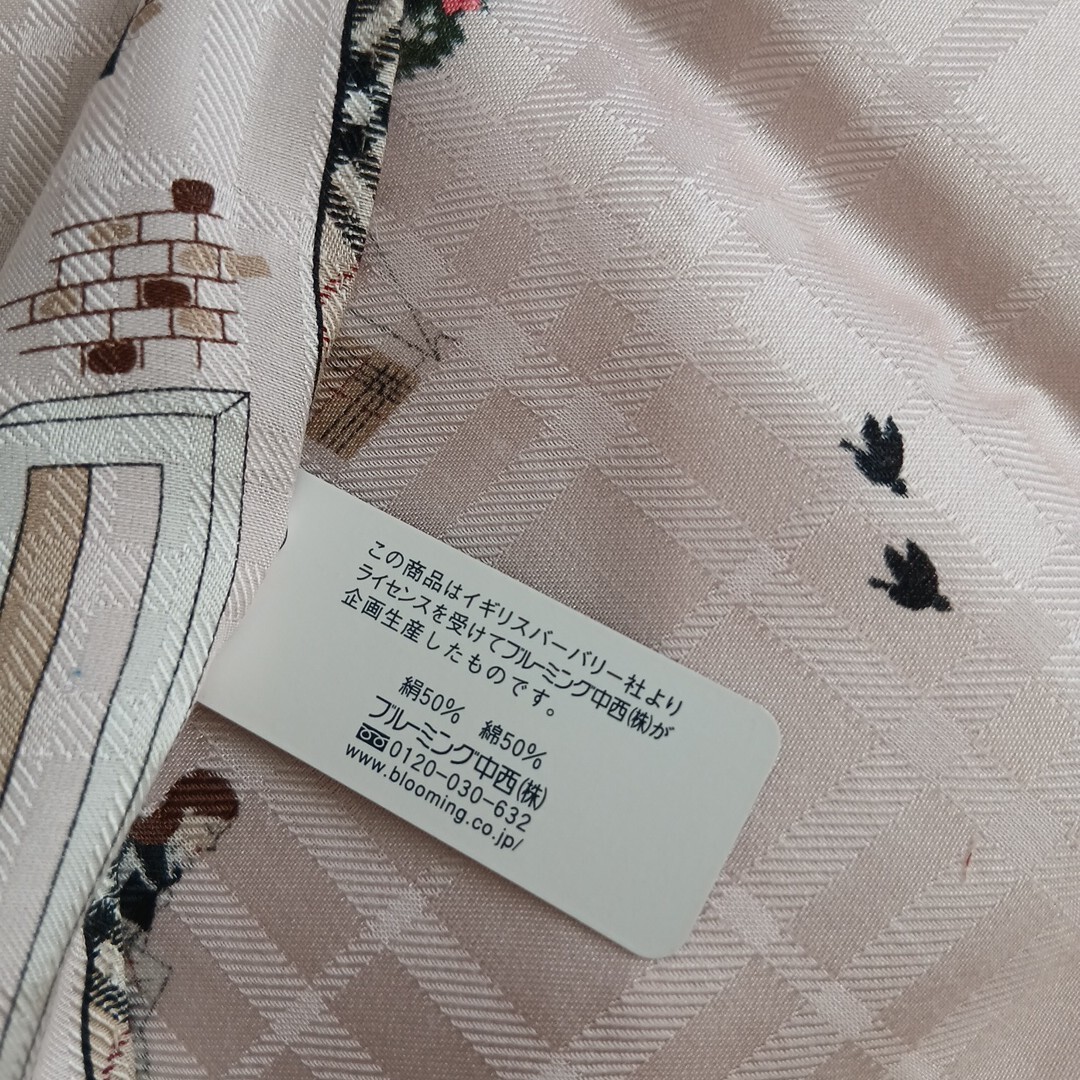 この商品はイギリスバーバリー社より
ライセンスを受けてブルーミング中西(株)が
企画生産したものです。
絹50% 綿50%
ブルーミング中西(株)
0120-030-632
www.blooming.co.jp/